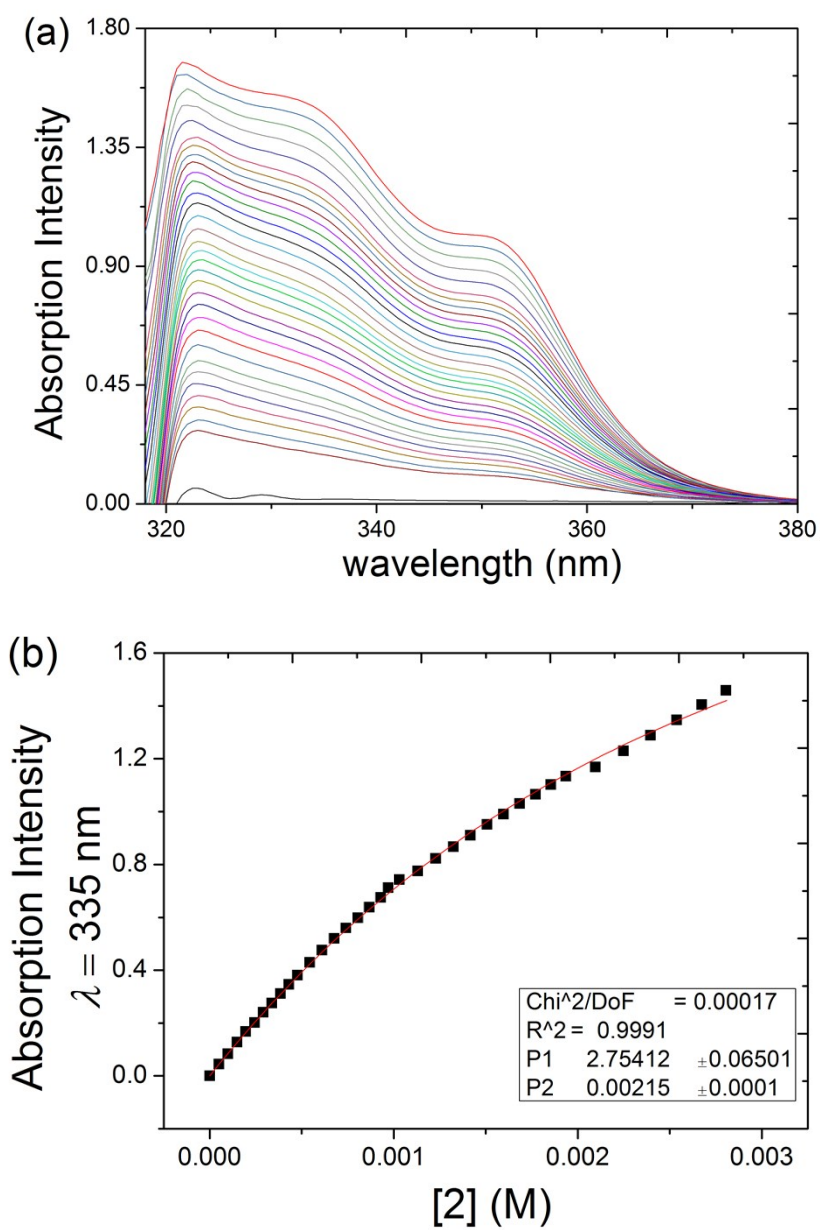 (a)
Absorption Intensity
1.80
1.35
0.90
0.45
0.00
320 340 360 380
wavelength (nm)
(b)
Absorption Intensity
λ = 335 nm
1.6
1.2
0.8
0.4
0.0
Chi^2/DoF = 0.00017
R^2 = 0.9991
P1 2.75412 ±0.06501
P2 0.00215 ±0.0001
0.000 0.001 0.002 0.003
[2] (M)